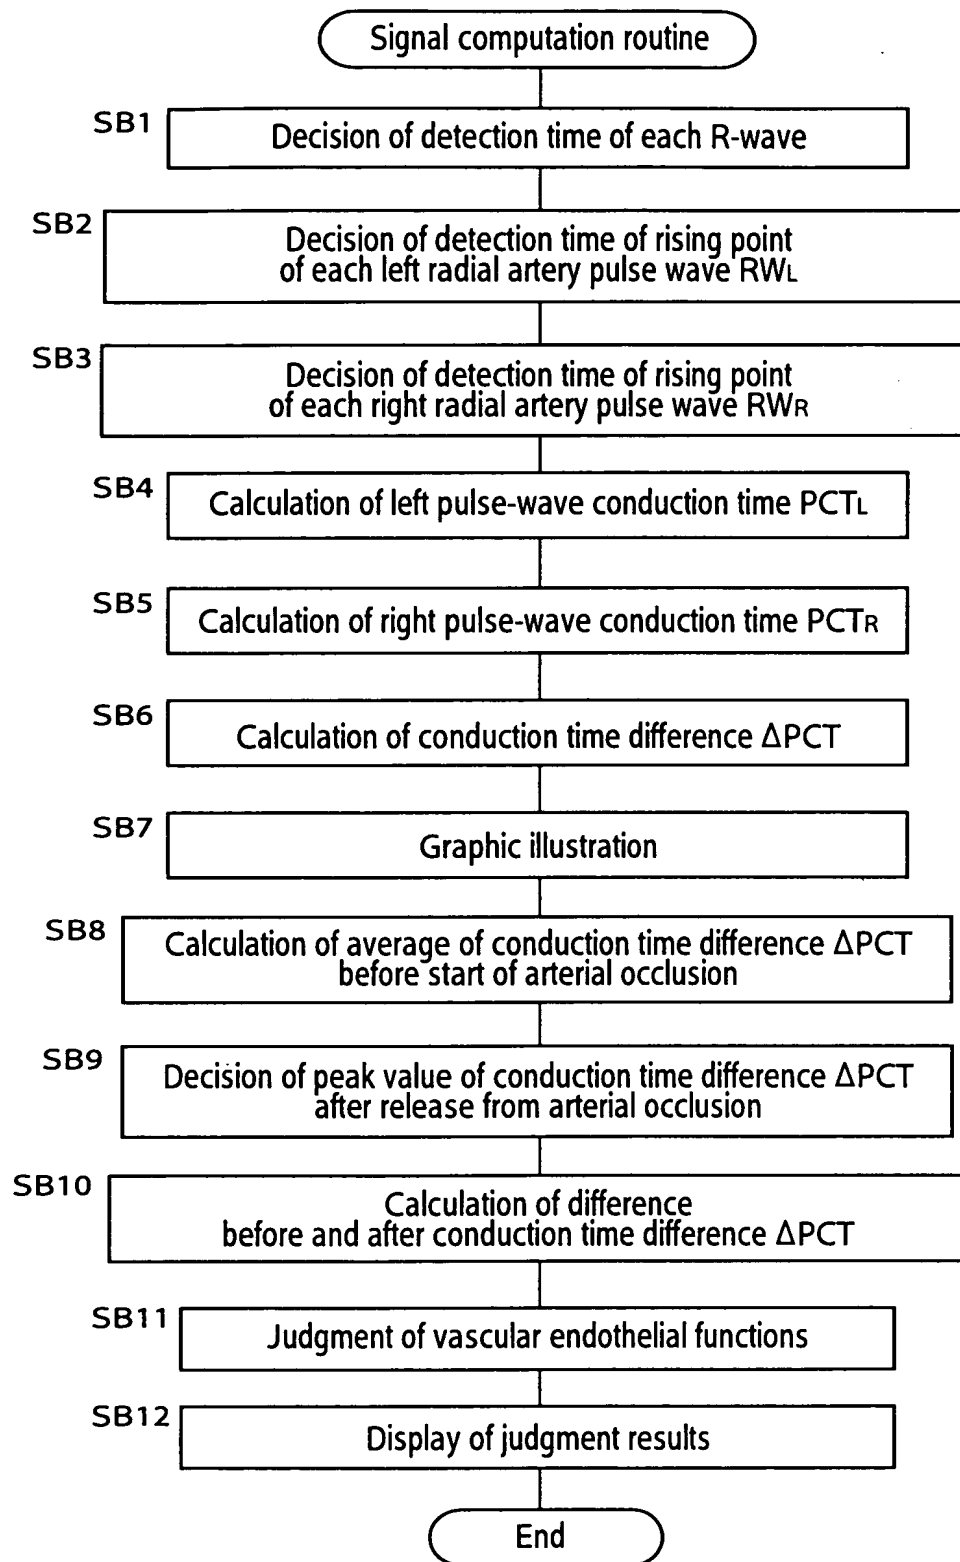 Signal computation routine
SB1
Decision of detection time of each R-wave
SB2
Decision of detection time of rising point
of each left radial artery pulse wave RWL
SB3
Decision of detection time of rising point
of each right radial artery pulse wave RWR
SB4
Calculation of left pulse-wave conduction time PCTL
SB5
Calculation of right pulse-wave conduction time PCTR
SB6
Calculation of conduction time difference ΔPCT
SB7
Graphic illustration
SB8
Calculation of average of conduction time difference ΔPCT
before start of arterial occlusion
SB9
Decision of peak value of conduction time difference ΔPCT
after release from arterial occlusion
SB10
Calculation of difference
before and after conduction time difference ΔPCT
SB11
Judgment of vascular endothelial functions
SB12
Display of judgment results
End